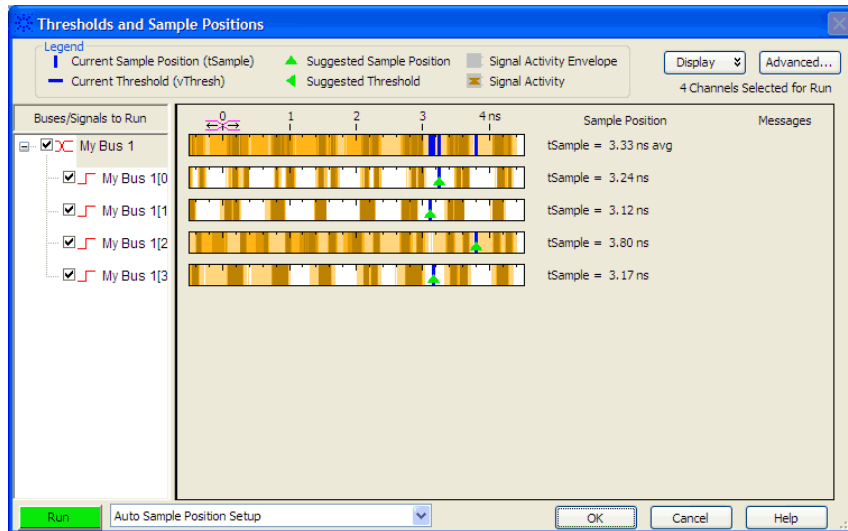 Thresholds and Sample Positions
Legend
Current Sample Position (tSample)
Suggested Sample Position
Signal Activity Envelope
Current Threshold (vThresh)
Suggested Threshold
Signal Activity
Display
Advanced...
4 Channels Selected for Run
Buses/Signals to Run
0 1 2 3 4 ns
Sample Position
Messages
My Bus 1
tSample = 3.33 ns avg
My Bus 1[0
tSample = 3.24 ns
My Bus 1[1
tSample = 3.12 ns
My Bus 1[2
tSample = 3.80 ns
My Bus 1[3
tSample = 3.17 ns
Run
Auto Sample Position Setup
OK
Cancel
Help